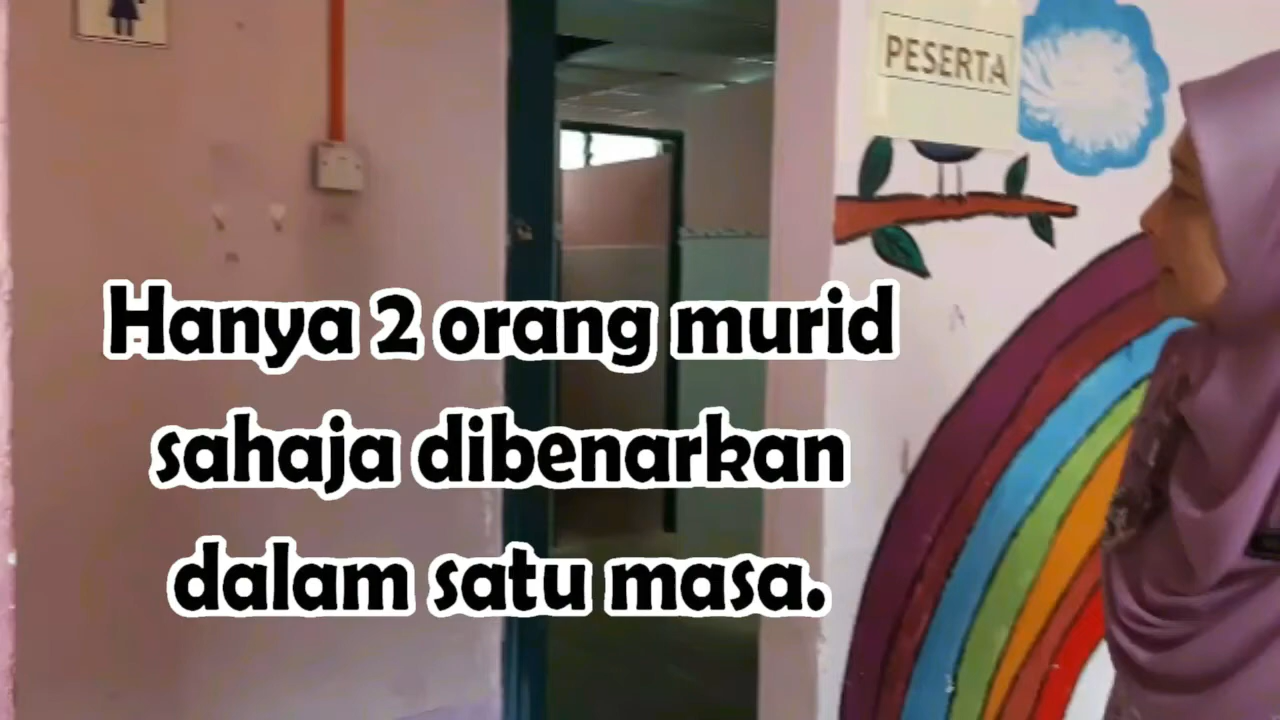 PESERTA
Hanya 2 orang murid
sahaja dibenarkan
dalam satu masa.